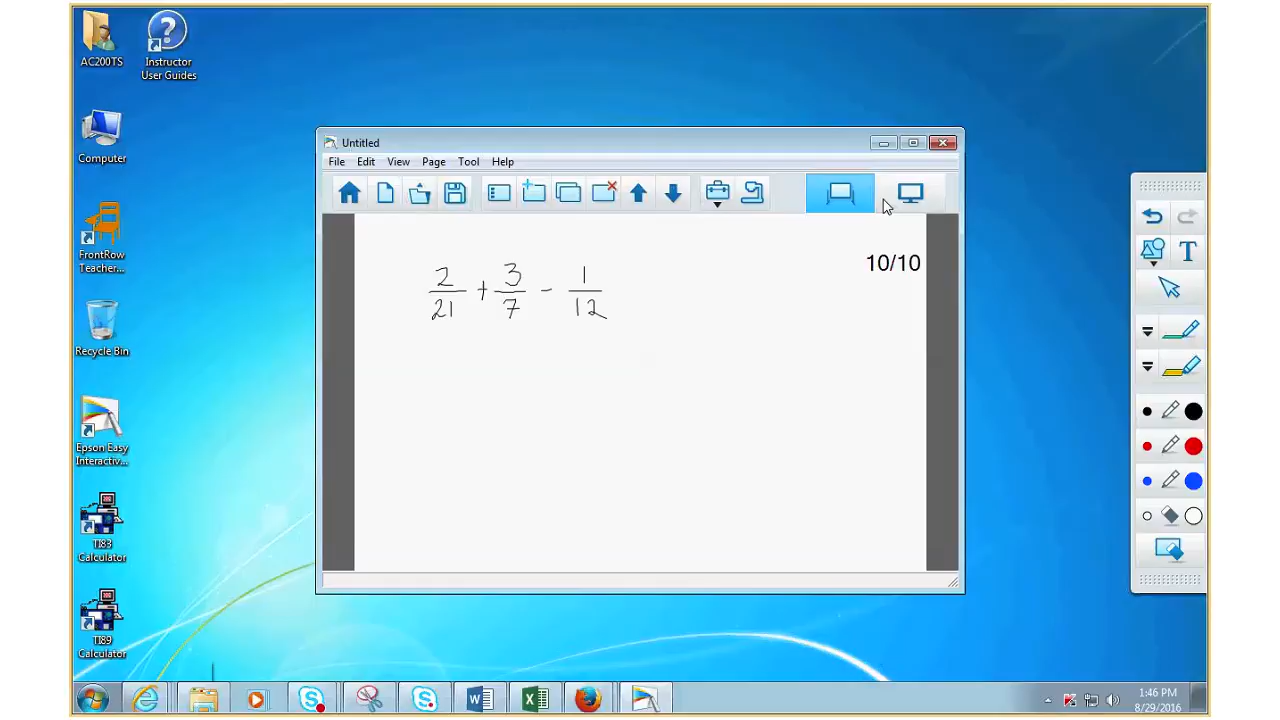 AC200TS
Instructor
User Guides
Computer
FrontRow
Teacher...
Recycle Bin
Epson Easy
Interactiv...
TI83
Calculator
TI89
Calculator
Untitled
File Edit View Page Tool Help
10/10
2/21 + 3/7 - 1/12
T
1:46 PM
8/29/2016